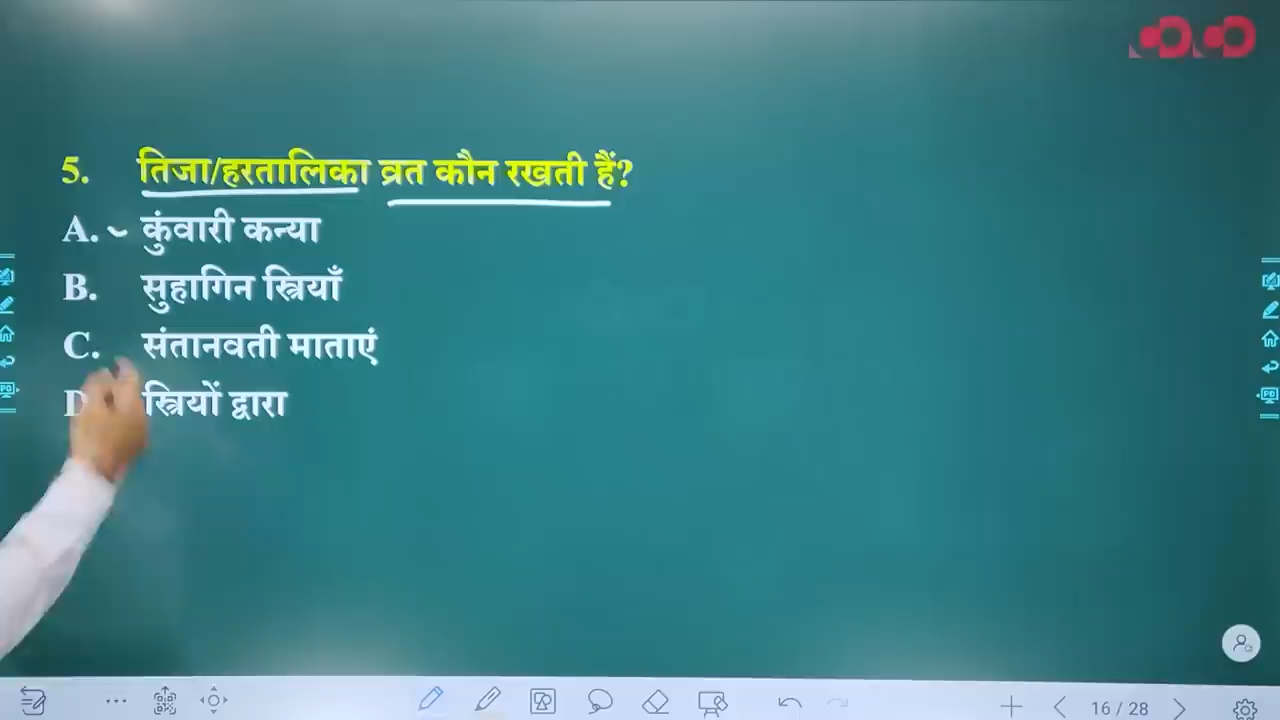 5. तिजा/हरतालिका व्रत कौन रखती हैं?
A. कुंवारी कन्या
B. सुहागिन स्त्रियाँ
C. संतानवती माताएं
D स्त्रियों द्वारा
16 / 28